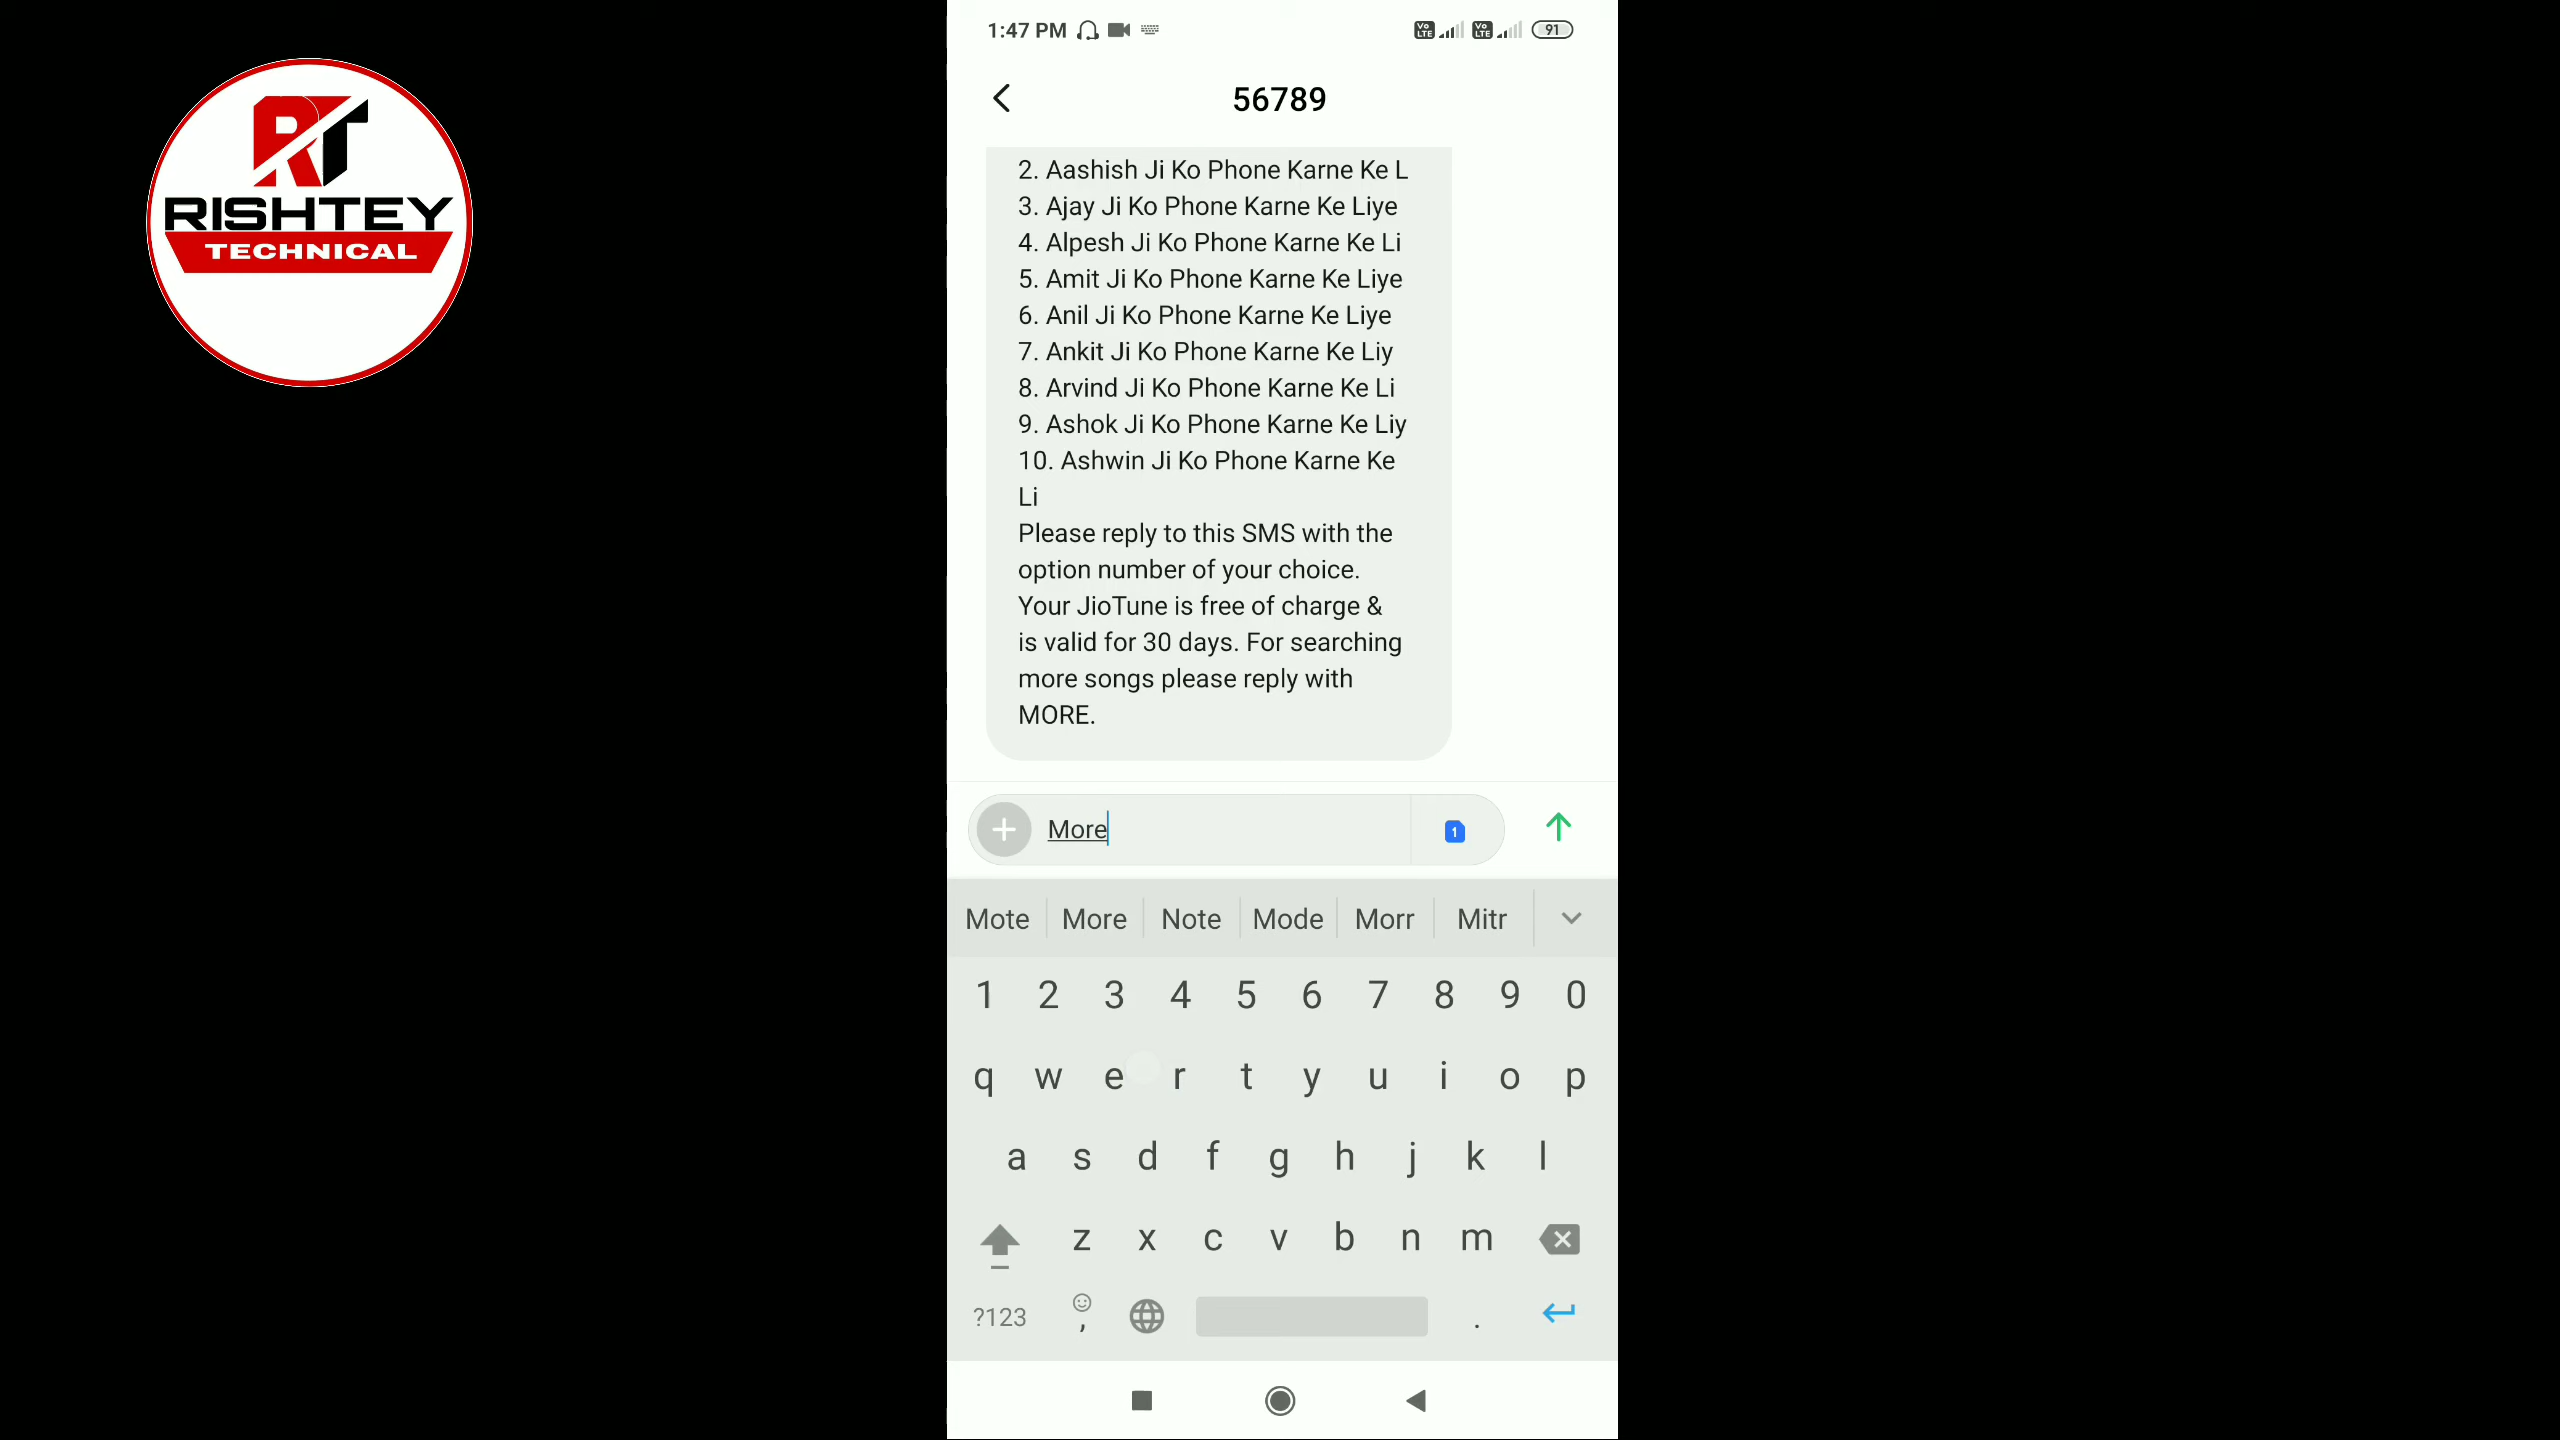 RT
RISHTEY
TECHNICAL
1:47 PM
Vo LTE
Vo LTE
91
56789
2. Aashish Ji Ko Phone Karne Ke L
3. Ajay Ji Ko Phone Karne Ke Liye
4. Alpesh Ji Ko Phone Karne Ke Li
5. Amit Ji Ko Phone Karne Ke Liye
6. Anil Ji Ko Phone Karne Ke Liye
7. Ankit Ji Ko Phone Karne Ke Liy
8. Arvind Ji Ko Phone Karne Ke Li
9. Ashok Ji Ko Phone Karne Ke Liy
10. Ashwin Ji Ko Phone Karne Ke
Li
Please reply to this SMS with the
option number of your choice.
Your JioTune is free of charge &
is valid for 30 days. For searching
more songs please reply with
MORE.
More
1
Mote More Note Mode Morr Mitr
1 2 3 4 5 6 7 8 9 0
q w e r t y u i o p
a s d f g h j k l
z x c v b n m
?123 , .